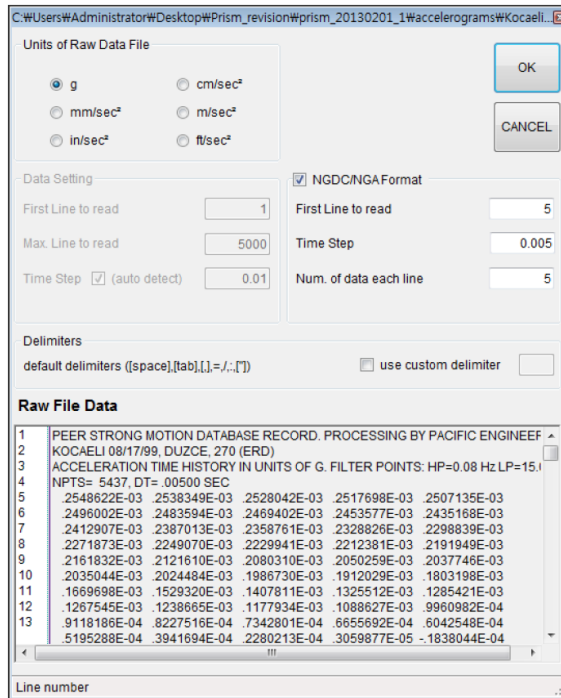 C:₩Users₩Administrator₩Desktop₩Prism_revision₩prism_20130201_1₩accelerograms₩Kocaeli...
Units of Raw Data File
g
cm/sec²
mm/sec²
m/sec²
in/sec²
ft/sec²
OK
CANCEL
Data Setting
First Line to read 1
Max. Line to read 5000
Time Step (auto detect) 0.01
NGDC/NGA Format
First Line to read 5
Time Step 0.005
Num. of data each line 5
Delimiters
default delimiters ([space],[tab],[,],=,/,:,["])
use custom delimiter
Raw File Data
1 PEER STRONG MOTION DATABASE RECORD. PROCESSING BY PACIFIC ENGINEER
2 KOCAELI 08/17/99, DUZCE, 270 (ERD)
3 ACCELERATION TIME HISTORY IN UNITS OF G. FILTER POINTS: HP=0.08 Hz LP=15.
4 NPTS= 5437, DT= .00500 SEC
5 .2548622E-03 .2538349E-03 .2528042E-03 .2517698E-03 .2507135E-03
6 .2496002E-03 .2483594E-03 .2469402E-03 .2453577E-03 .2435168E-03
7 .2412907E-03 .2387013E-03 .2358761E-03 .2328826E-03 .2298839E-03
8 .2271873E-03 .2249070E-03 .2229941E-03 .2212381E-03 .2191949E-03
9 .2161832E-03 .2121610E-03 .2080310E-03 .2050259E-03 .2037746E-03
10 .2035044E-03 .2024484E-03 .1986730E-03 .1912029E-03 .1803198E-03
11 .1669698E-03 .1529320E-03 .1407811E-03 .1325512E-03 .1285421E-03
12 .1267545E-03 .1238665E-03 .1177934E-03 .1088627E-03 .9960982E-04
13 .9118186E-04 .8227516E-04 .7342801E-04 .6655692E-04 .6042548E-04
.5195288E-04 .3941694E-04 .2280213E-04 .3059877E-05 -.1838044E-04
Line number